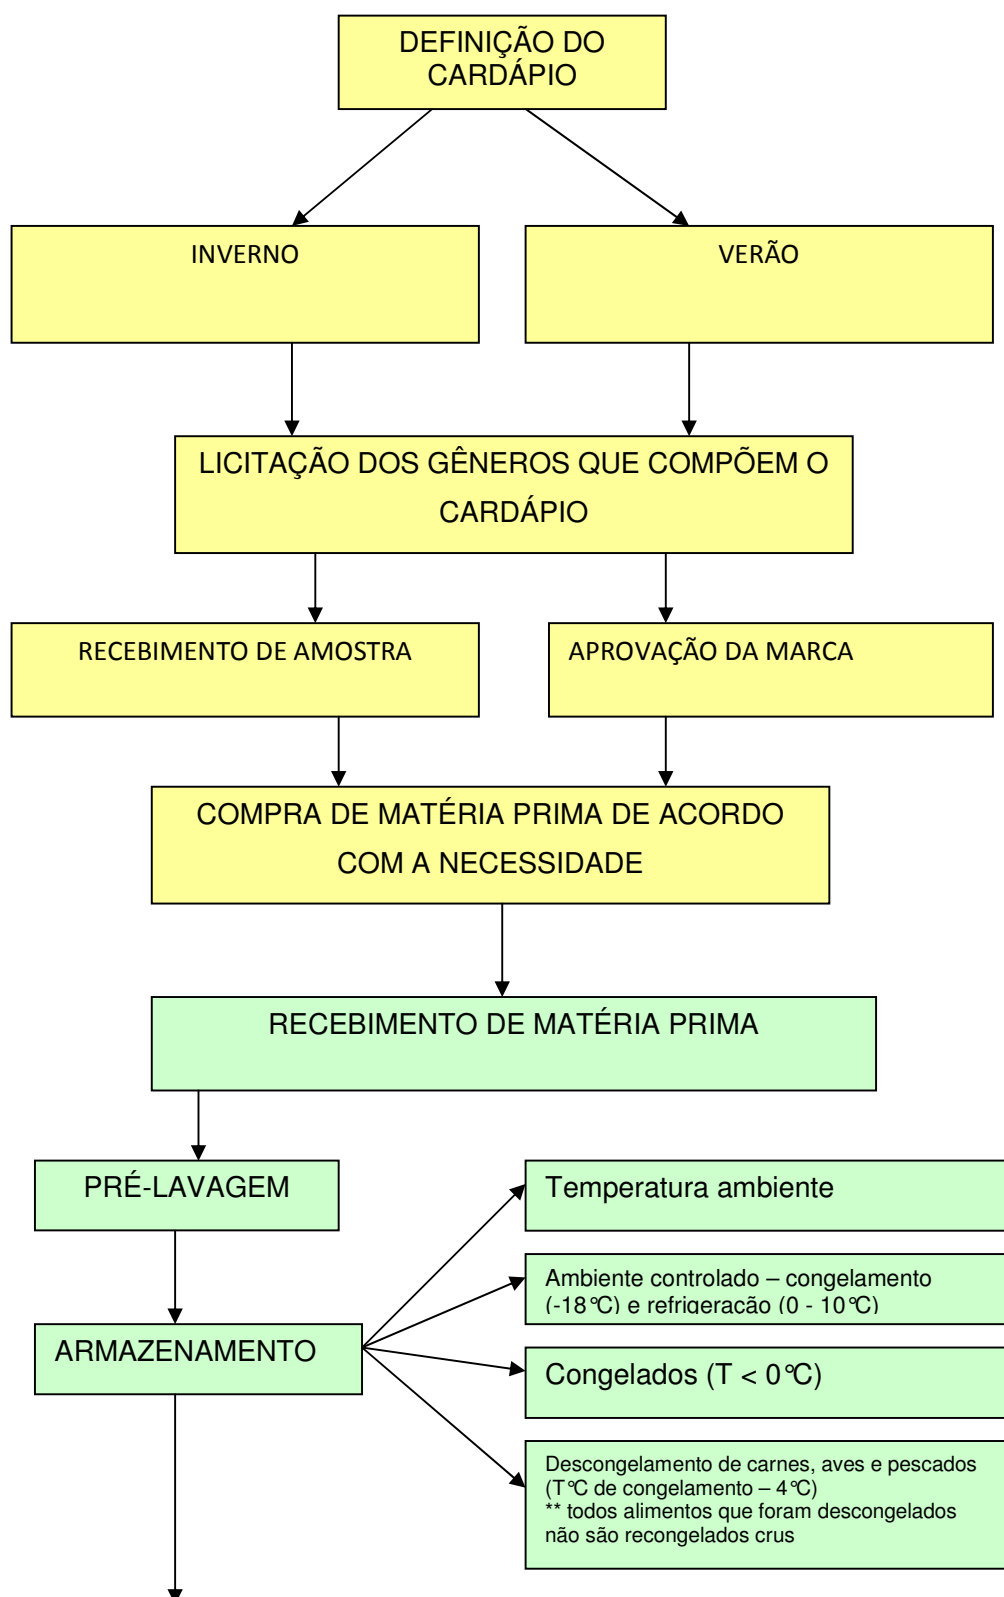 DEFINIÇÃO DO
CARDÁPIO
INVERNO
VERÃO
LICITAÇÃO DOS GÊNEROS QUE COMPÕEM O
CARDÁPIO
RECEBIMENTO DE AMOSTRA
APROVAÇÃO DA MARCA
COMPRA DE MATÉRIA PRIMA DE ACORDO
COM A NECESSIDADE
RECEBIMENTO DE MATÉRIA PRIMA
PRÉ-LAVAGEM
Temperatura ambiente
Ambiente controlado – congelamento
(-18°C) e refrigeração (0 - 10°C)
ARMAZENAMENTO
Congelados (T < 0°C)
Descongelamento de carnes, aves e pescados
(T°C de congelamento – 4°C)
** todos alimentos que foram descongelados
não são recongelados crus